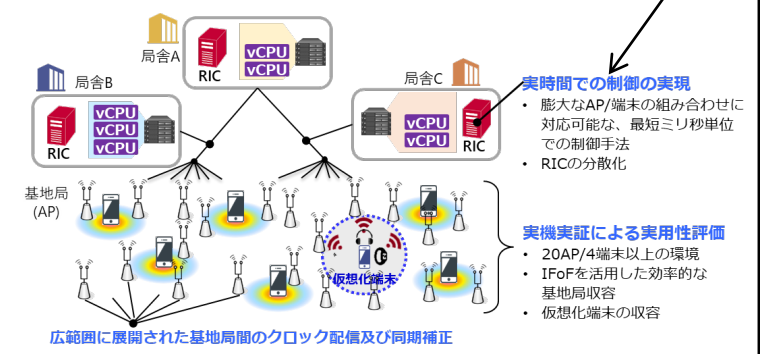 局舎A
RIC
vCPU
vCPU
局舎B
RIC
vCPU
vCPU
vCPU
局舎C
vCPU
vCPU
RIC
基地局
(AP)
仮想化端末
広範囲に展開された基地局間のクロック配信及び同期補正
実時間での制御の実現
• 膨大なAP/端末の組み合わせに
対応可能な、最短ミリ秒単位
での制御手法
• RICの分散化
実機実証による実用性評価
• 20AP/4端末以上の環境
• IFoFを活用した効率的な
基地局収容
• 仮想化端末の収容